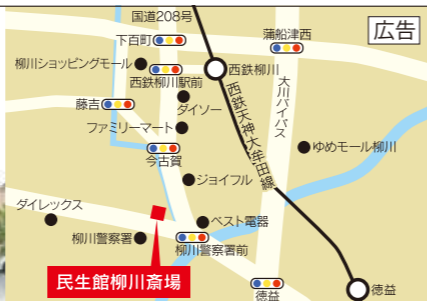 国道208号
広告
下百町
蒲船津西
柳川ショッピングモール
西鉄柳川
西鉄柳川駅前
大川バイパス
藤吉
ダイソー
西鉄天神大牟田線
ファミリーマート
今古賀
ゆめモール柳川
ジョイフル
ダイレックス
ベスト電器
柳川警察署
柳川警察署前
民生館柳川斎場
徳益
徳益